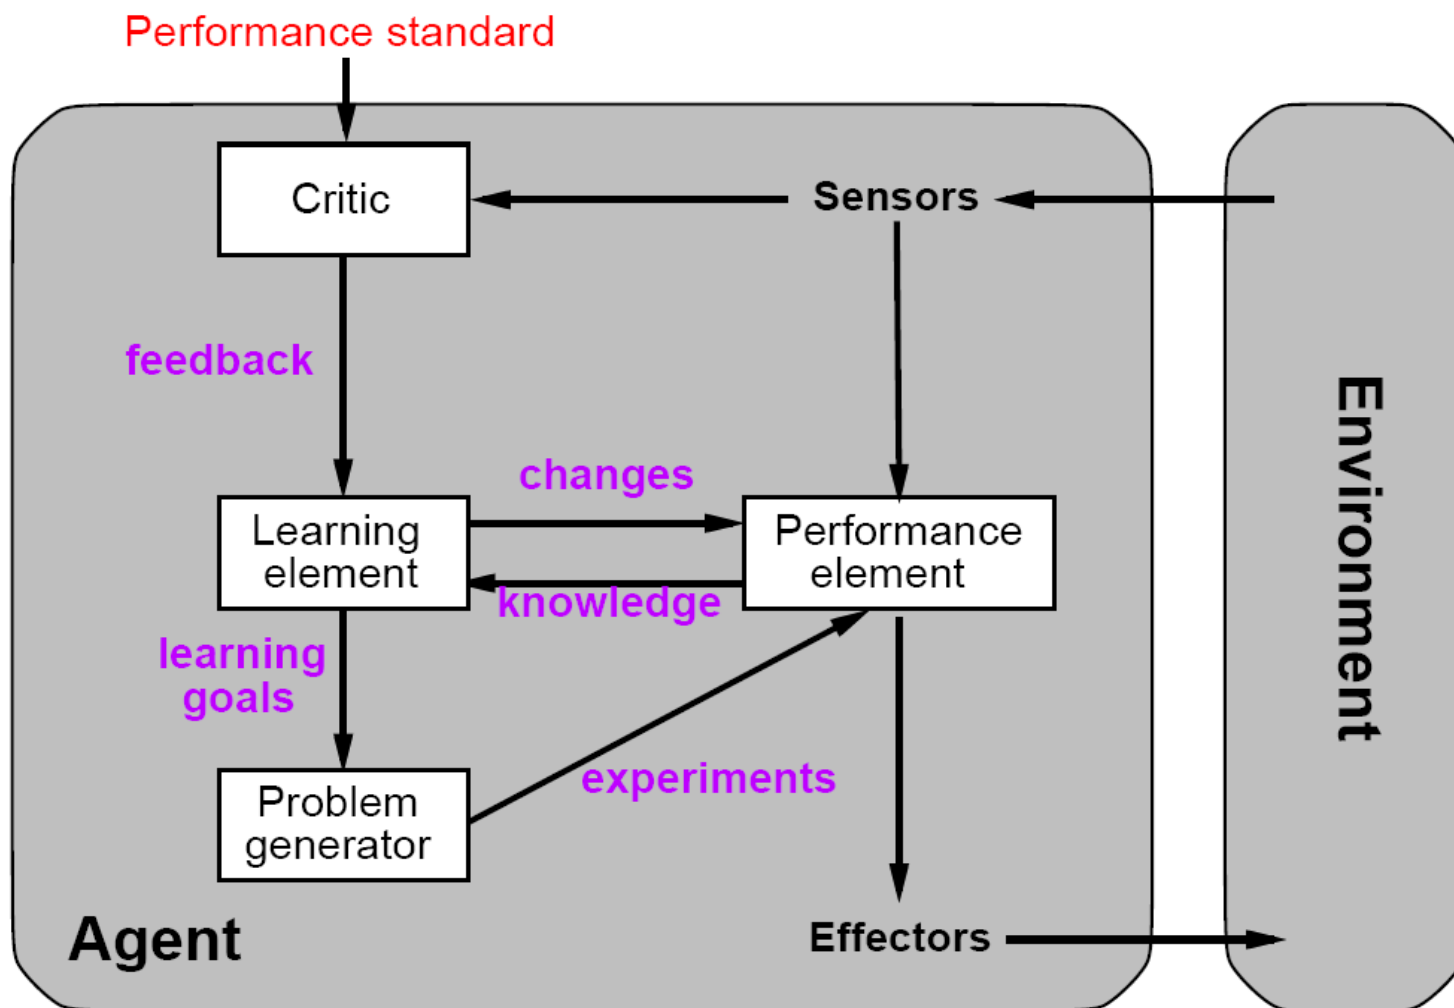 Performance standard
Critic
Sensors
feedback
changes
Learning
element
Performance
element
knowledge
learning
goals
experiments
Problem
generator
Agent
Effectors
Environment